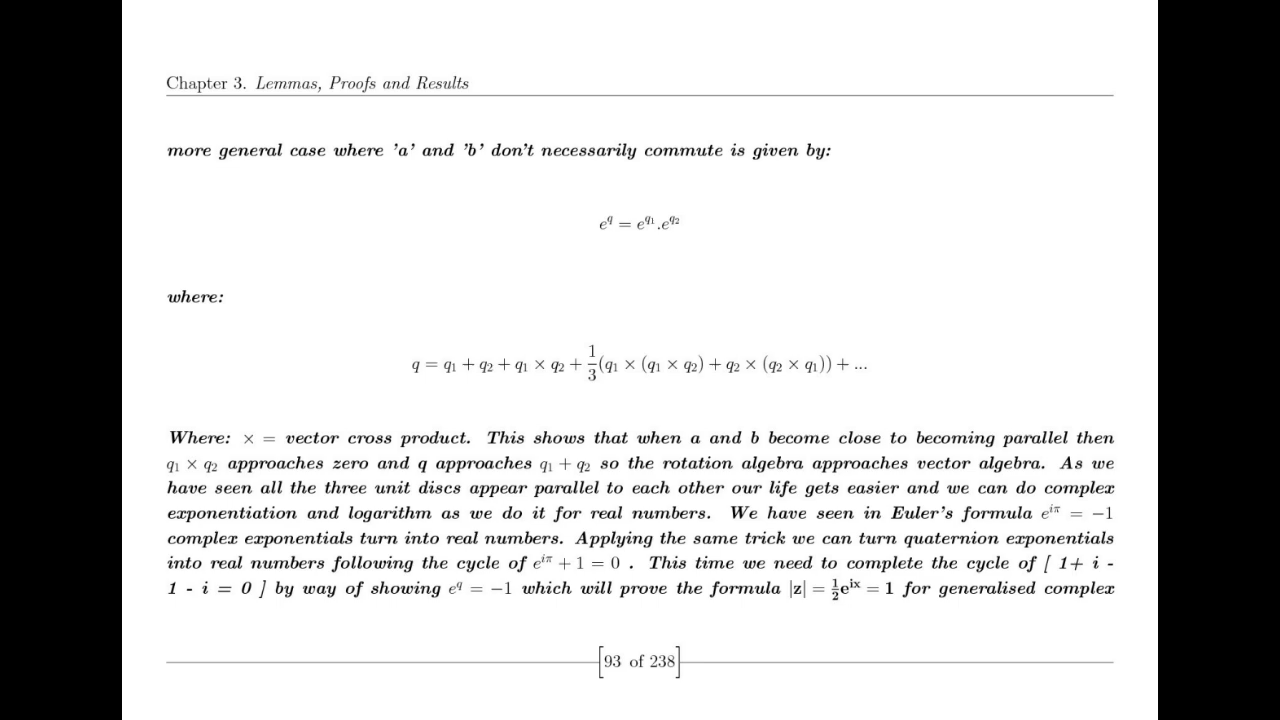 Chapter 3. Lemmas, Proofs and Results
more general case where 'a' and 'b' don't necessarily commute is given by:
e^q = e^{q_1}.e^{q_2}
where:
q = q_1 + q_2 + q_1 × q_2 + \frac{1}{3}(q_1 × (q_1 × q_2) + q_2 × (q_2 × q_1)) + ...
Where: × = vector cross product. This shows that when a and b become close to becoming parallel then
q_1 × q_2 approaches zero and q approaches q_1 + q_2 so the rotation algebra approaches vector algebra. As we
have seen all the three unit discs appear parallel to each other our life gets easier and we can do complex
exponentiation and logarithm as we do it for real numbers. We have seen in Euler's formula e^{iπ} = −1
complex exponentials turn into real numbers. Applying the same trick we can turn quaternion exponentials
into real numbers following the cycle of e^{iπ} + 1 = 0 . This time we need to complete the cycle of [ 1+ i -
1 - i = 0 ] by way of showing e^q = −1 which will prove the formula |z| = \frac{1}{2}e^{ix} = 1 for generalised complex
[93 of 238]